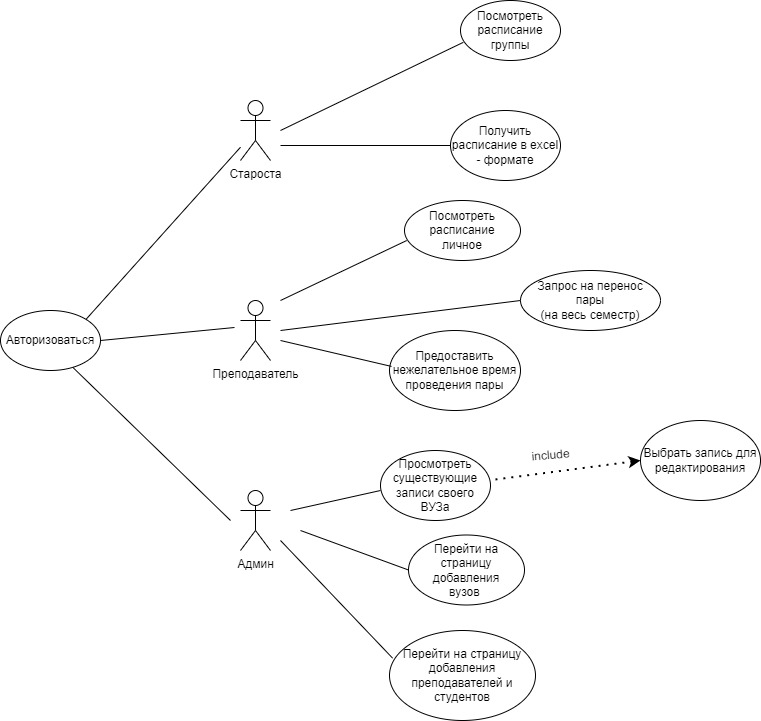 Посмотреть
расписание
группы
Получить
расписание в excel
- формате
Староста
Посмотреть
расписание
личное
Запрос на перенос
пары
(на весь семестр)
Авторизоваться
Преподаватель
Предоставить
нежелательное время
проведения пары
include
Выбрать запись для
редактирования
Просмотреть
существующие
записи своего
ВУЗа
Админ
Перейти на
страницу
добавления
вузов
Перейти на страницу
добавления
преподавателей и
студентов